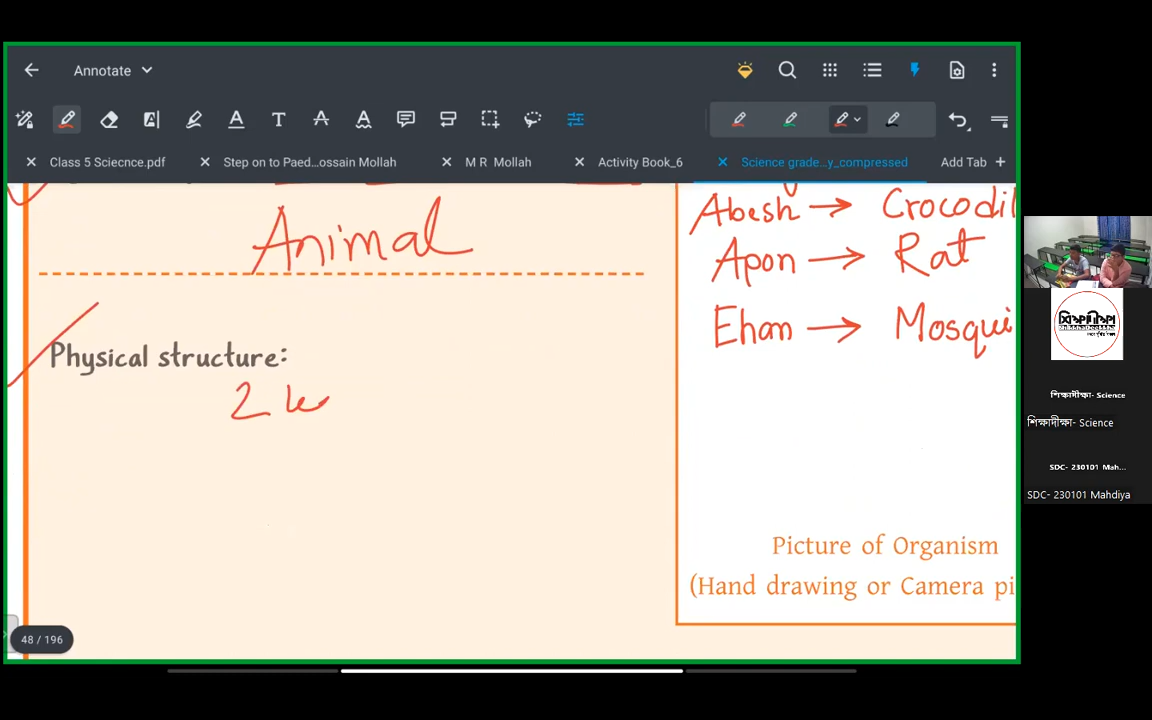 Annotate
Class 5 Sciecnce.pdf
Step on to Paed...ossain Mollah
M R Mollah
Activity Book_6
Science grade...y_compressed
Add Tab
Animal
Physical structure:
2 le
Abesh → Crocodil
Apon → Rat
Ehan → Mosqui
Picture of Organism
(Hand drawing or Camera pi
48 / 196
শিক্ষাদীক্ষা
শিক্ষাদীক্ষা- Science
শিক্ষাদীক্ষা- Science
SDC- 230101 Mah...
SDC- 230101 Mahdiya